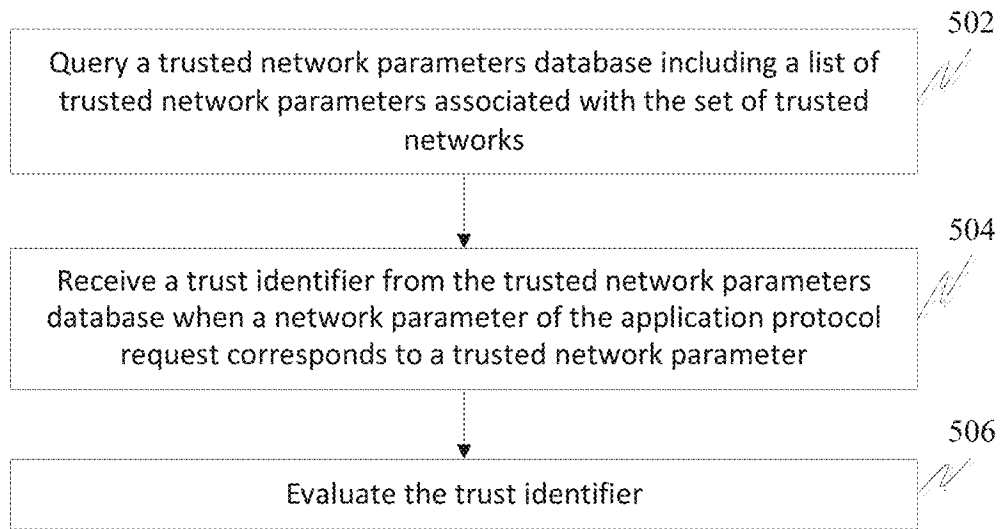 502
Query a trusted network parameters database including a list of
trusted network parameters associated with the set of trusted
networks
504
Receive a trust identifier from the trusted network parameters
database when a network parameter of the application protocol
request corresponds to a trusted network parameter
506
Evaluate the trust identifier